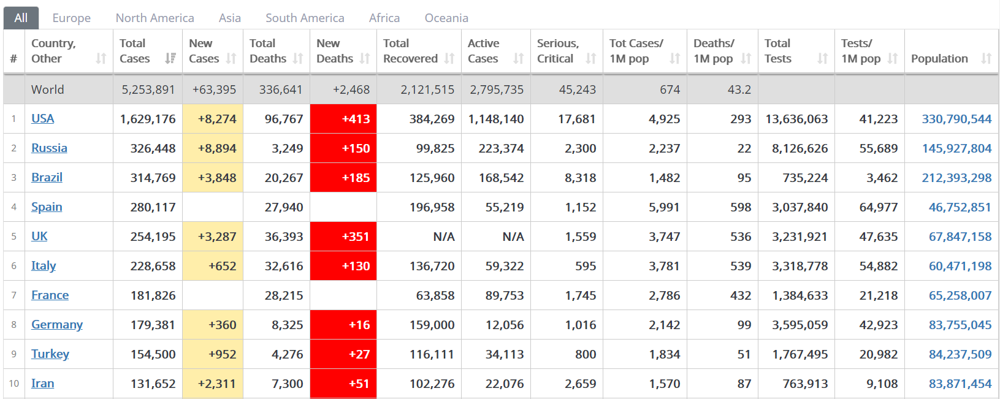 All Europe North America Asia South America Africa Oceania
# Country, Other Total Cases New Cases Total Deaths New Deaths Total Recovered Active Cases Serious, Critical Tot Cases/ 1M pop Deaths/ 1M pop Total Tests Tests/ 1M pop Population
World 5,253,891 +63,395 336,641 +2,468 2,121,515 2,795,735 45,243 674 43.2
1 USA 1,629,176 +8,274 96,767 +413 384,269 1,148,140 17,681 4,925 293 13,636,063 41,223 330,790,544
2 Russia 326,448 +8,894 3,249 +150 99,825 223,374 2,300 2,237 22 8,126,626 55,689 145,927,804
3 Brazil 314,769 +3,848 20,267 +185 125,960 168,542 8,318 1,482 95 735,224 3,462 212,393,298
4 Spain 280,117 27,940 196,958 55,219 1,152 5,991 598 3,037,840 64,977 46,752,851
5 UK 254,195 +3,287 36,393 +351 N/A N/A 1,559 3,747 536 3,231,921 47,635 67,847,158
6 Italy 228,658 +652 32,616 +130 136,720 59,322 595 3,781 539 3,318,778 54,882 60,471,198
7 France 181,826 28,215 63,858 89,753 1,745 2,786 432 1,384,633 21,218 65,258,007
8 Germany 179,381 +360 8,325 +16 159,000 12,056 1,016 2,142 99 3,595,059 42,923 83,755,045
9 Turkey 154,500 +952 4,276 +27 116,111 34,113 800 1,834 51 1,767,495 20,982 84,237,509
10 Iran 131,652 +2,311 7,300 +51 102,276 22,076 2,659 1,570 87 763,913 9,108 83,871,454